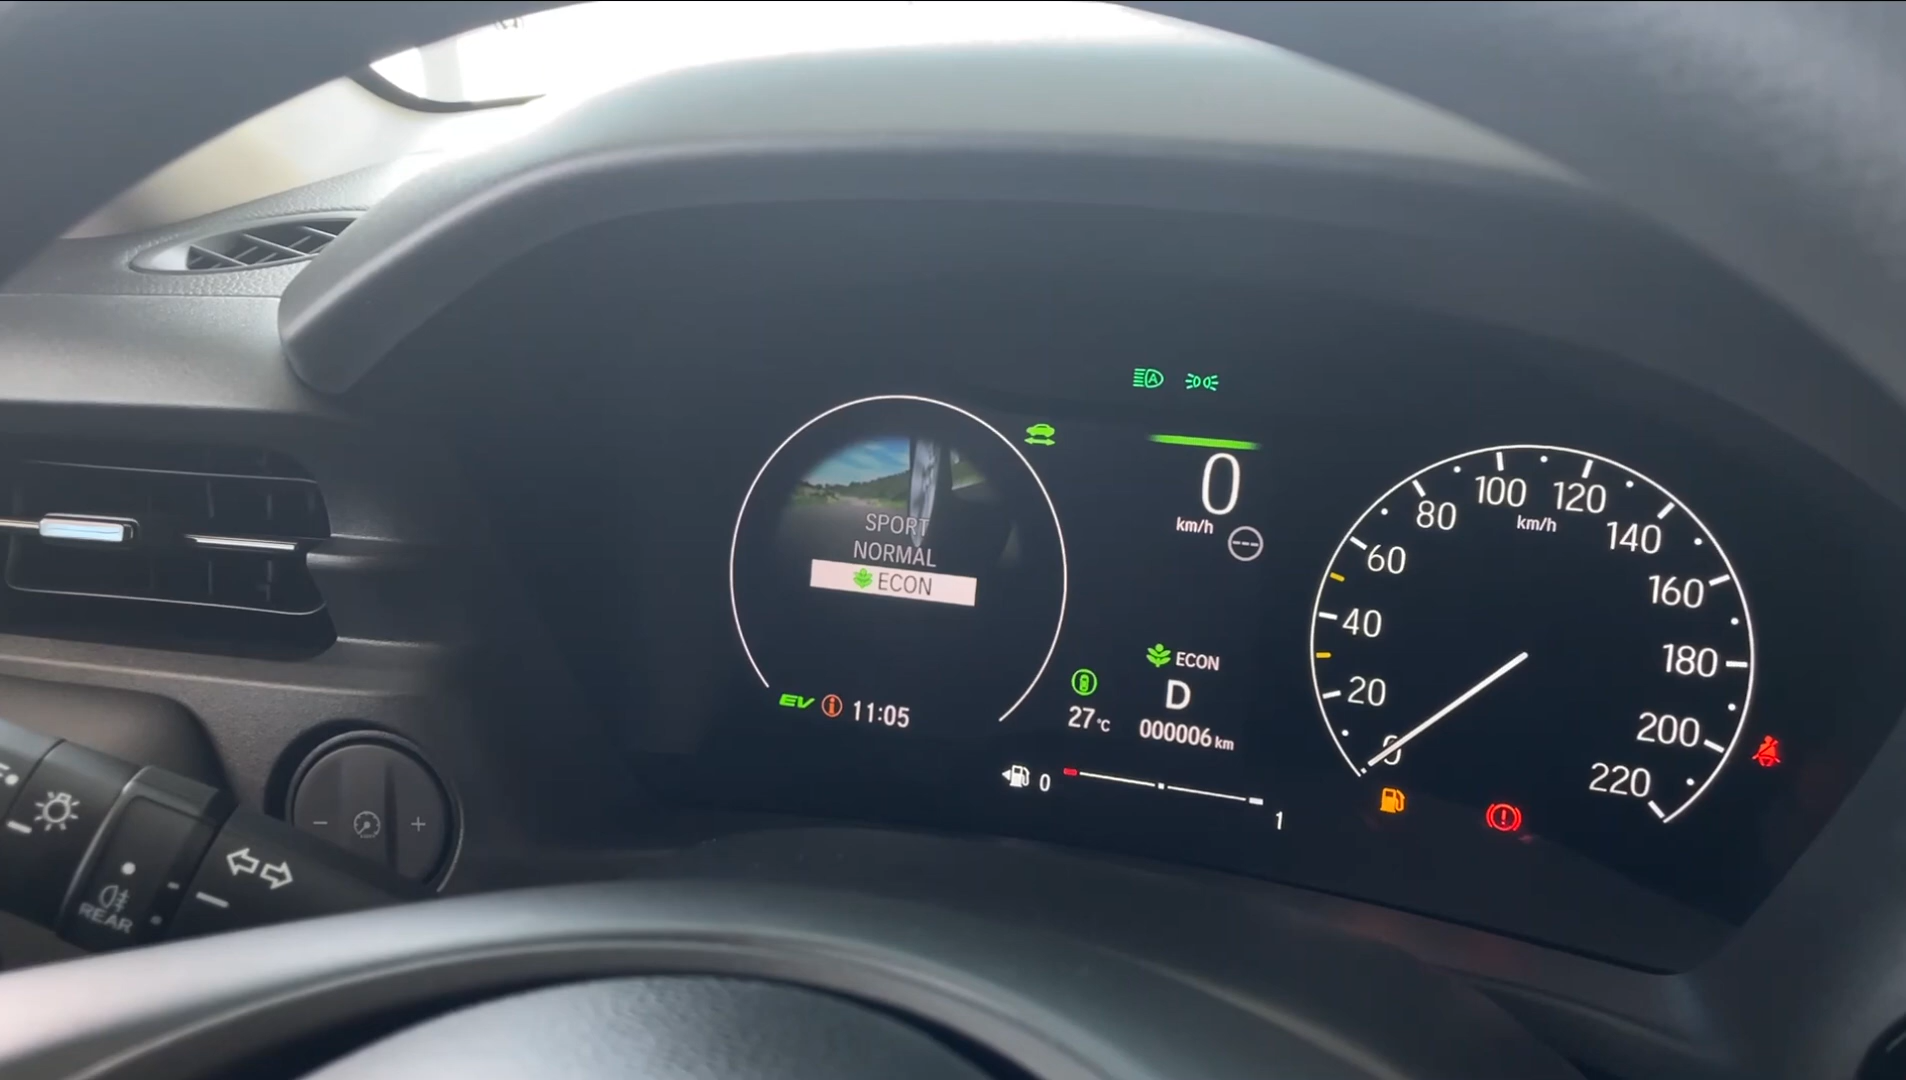 SPORT
NORMAL
ECON
EV
11:05
A
0
km/h
---
ECON
D
27°C
000006 km
0
1
0
20
40
60
80
100
120
140
160
180
200
220
km/h
REAR
− +